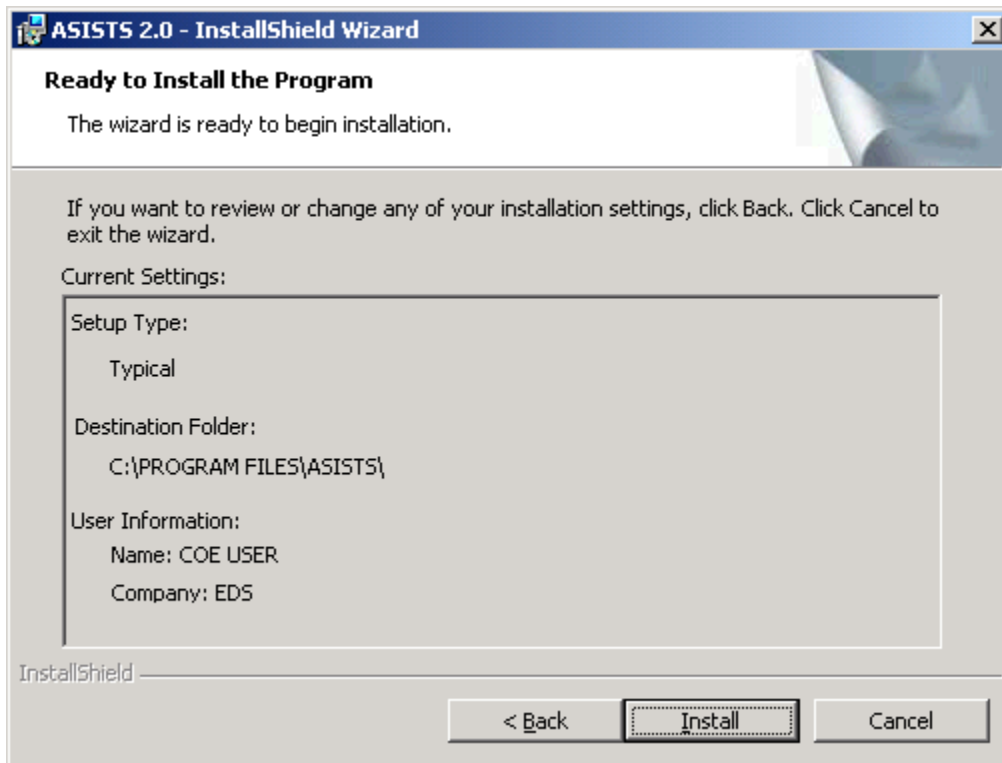 ASISTS 2.0 - InstallShield Wizard
Ready to Install the Program
The wizard is ready to begin installation.
If you want to review or change any of your installation settings, click Back. Click Cancel to
exit the wizard.
Current Settings:
Setup Type:
Typical
Destination Folder:
C:\PROGRAM FILES\ASISTS\
User Information:
Name: COE USER
Company: EDS
InstallShield
< Back
Install
Cancel